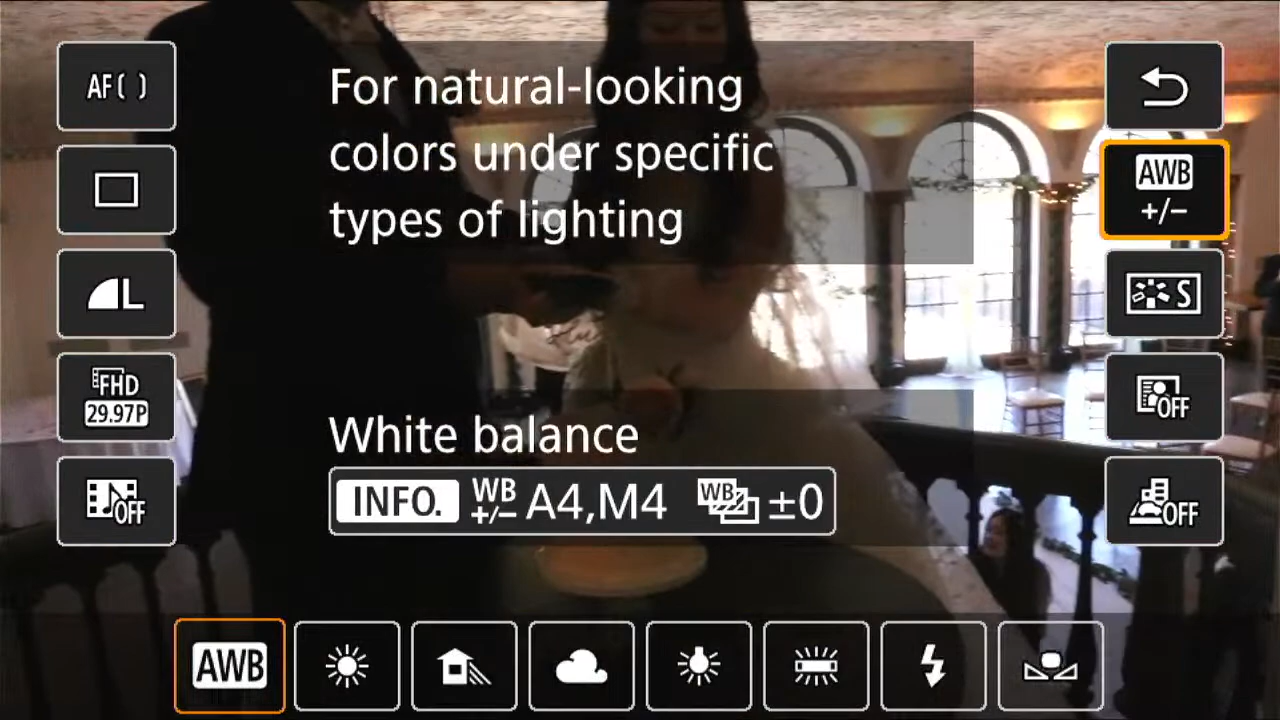 AF( )
For natural-looking
colors under specific
types of lighting
AWB
+/−
L
S
FHD
29.97P
OFF
White balance
INFO. WB +/− A4,M4 WB ±0
OFF
OFF
AWB